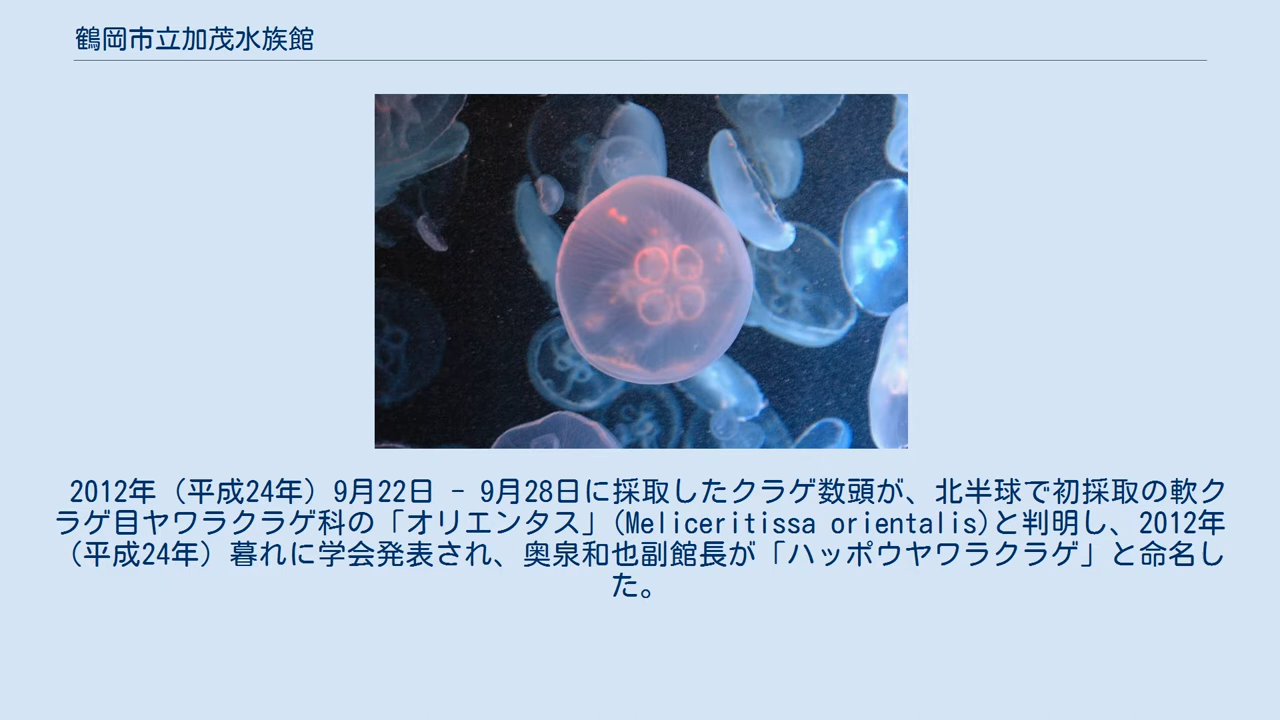 鶴岡市立加茂水族館
2012年（平成24年）9月22日 - 9月28日に採取したクラゲ数頭が、北半球で初採取の軟ク
ラゲ目ヤワラクラゲ科の「オリエンタス」(Meliceritissa orientalis)と判明し、2012年
（平成24年）暮れに学会発表され、奥泉和也副館長が「ハッポウヤワラクラゲ」と命名し
た。